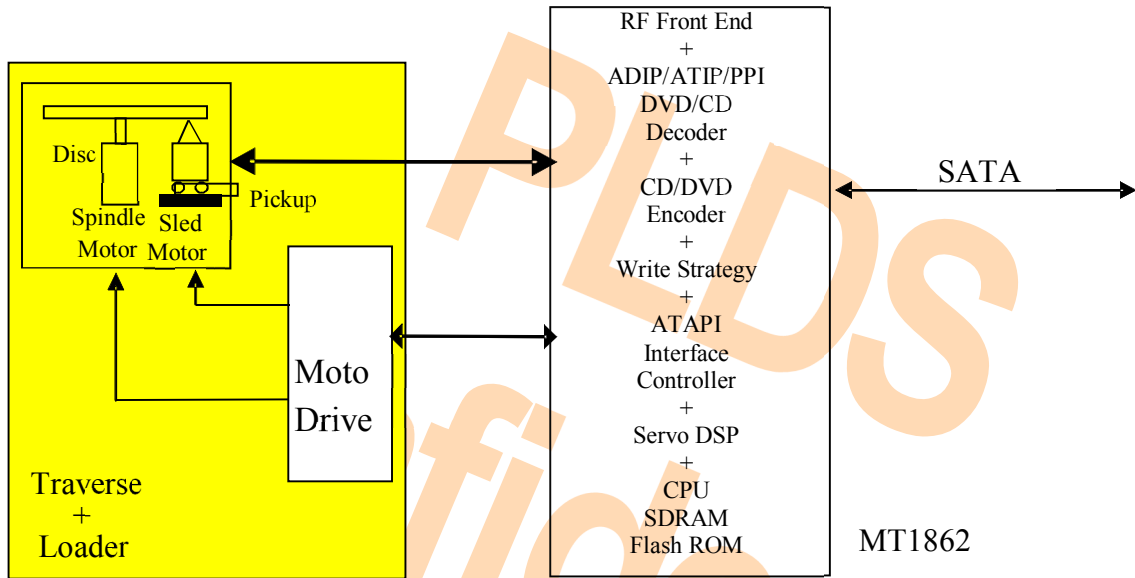 RF Front End
+
ADIP/ATIP/PPI
DVD/CD
Decoder
+
CD/DVD
Encoder
+
Write Strategy
+
ATAPI
Interface
Controller
+
Servo DSP
+
CPU
SDRAM
Flash ROM
Disc
Pickup
Spindle
Motor
Sled
Motor
Moto
Drive
Traverse
+
Loader
SATA
MT1862
PLDS